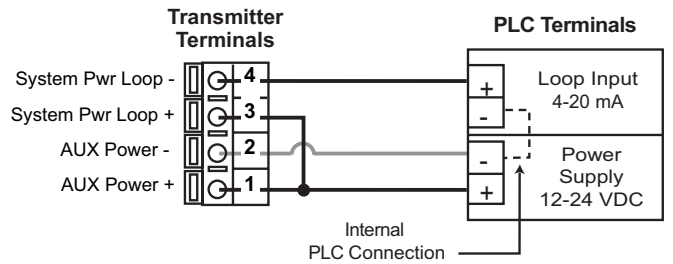 Transmitter
Terminals
PLC Terminals
System Pwr Loop -
4
+
Loop Input
4-20 mA
System Pwr Loop +
3
-
AUX Power -
2
-
Power
Supply
12-24 VDC
AUX Power +
1
+
Internal
PLC Connection